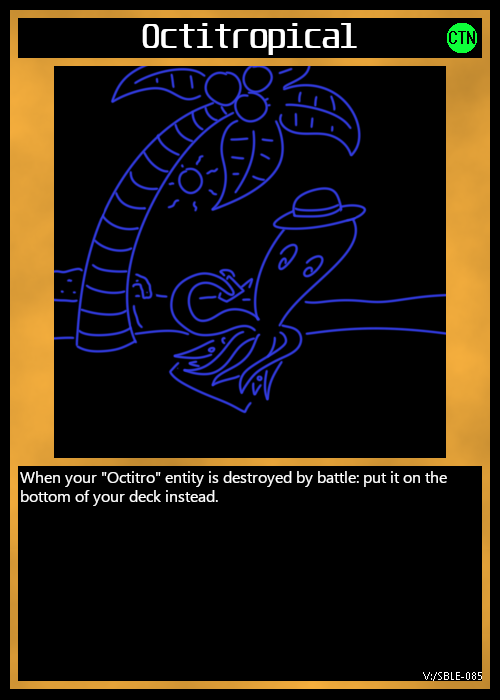 Octitropical
CTN
When your "Octitro" entity is destroyed by battle: put it on the
bottom of your deck instead.
V:/SBLE-085